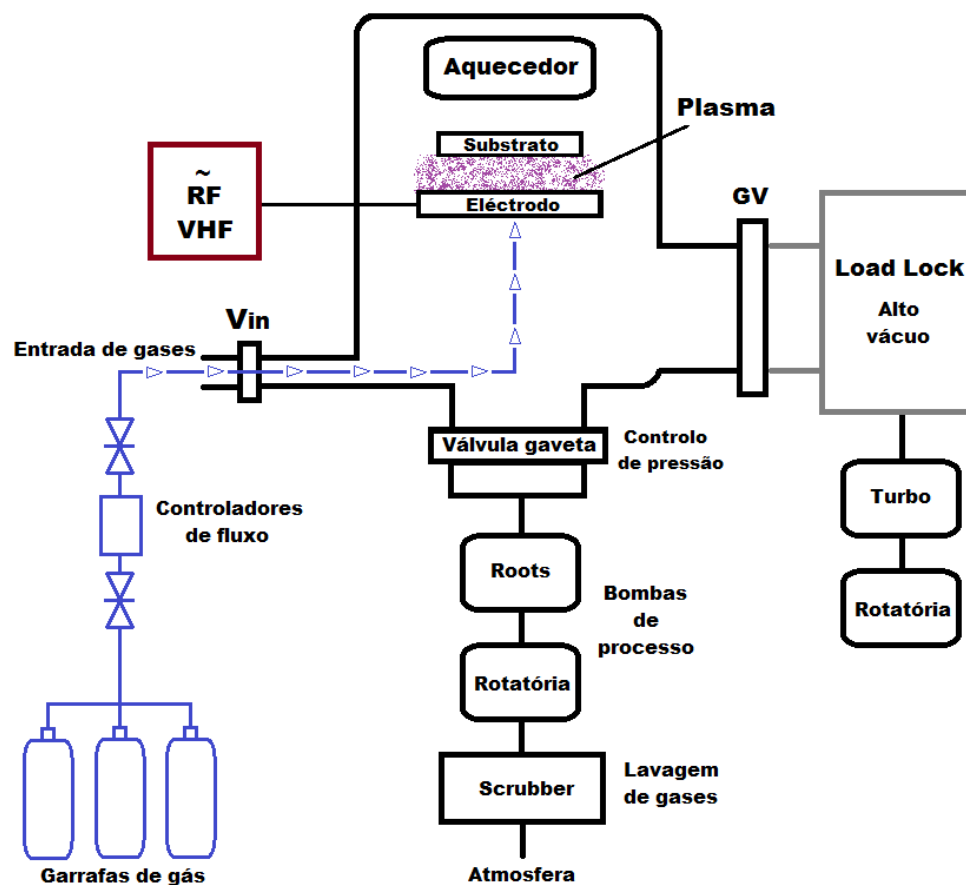 Aquecedor
Plasma
Substrato
~
RF
VHF
Eléctrodo
GV
Load Lock
Alto
vácuo
Vin
Entrada de gases
Válvula gaveta
Controlo
de pressão
Controladores
de fluxo
Turbo
Roots
Bombas
de
processo
Rotatória
Rotatória
Scrubber
Lavagem
de gases
Garrafas de gás
Atmosfera